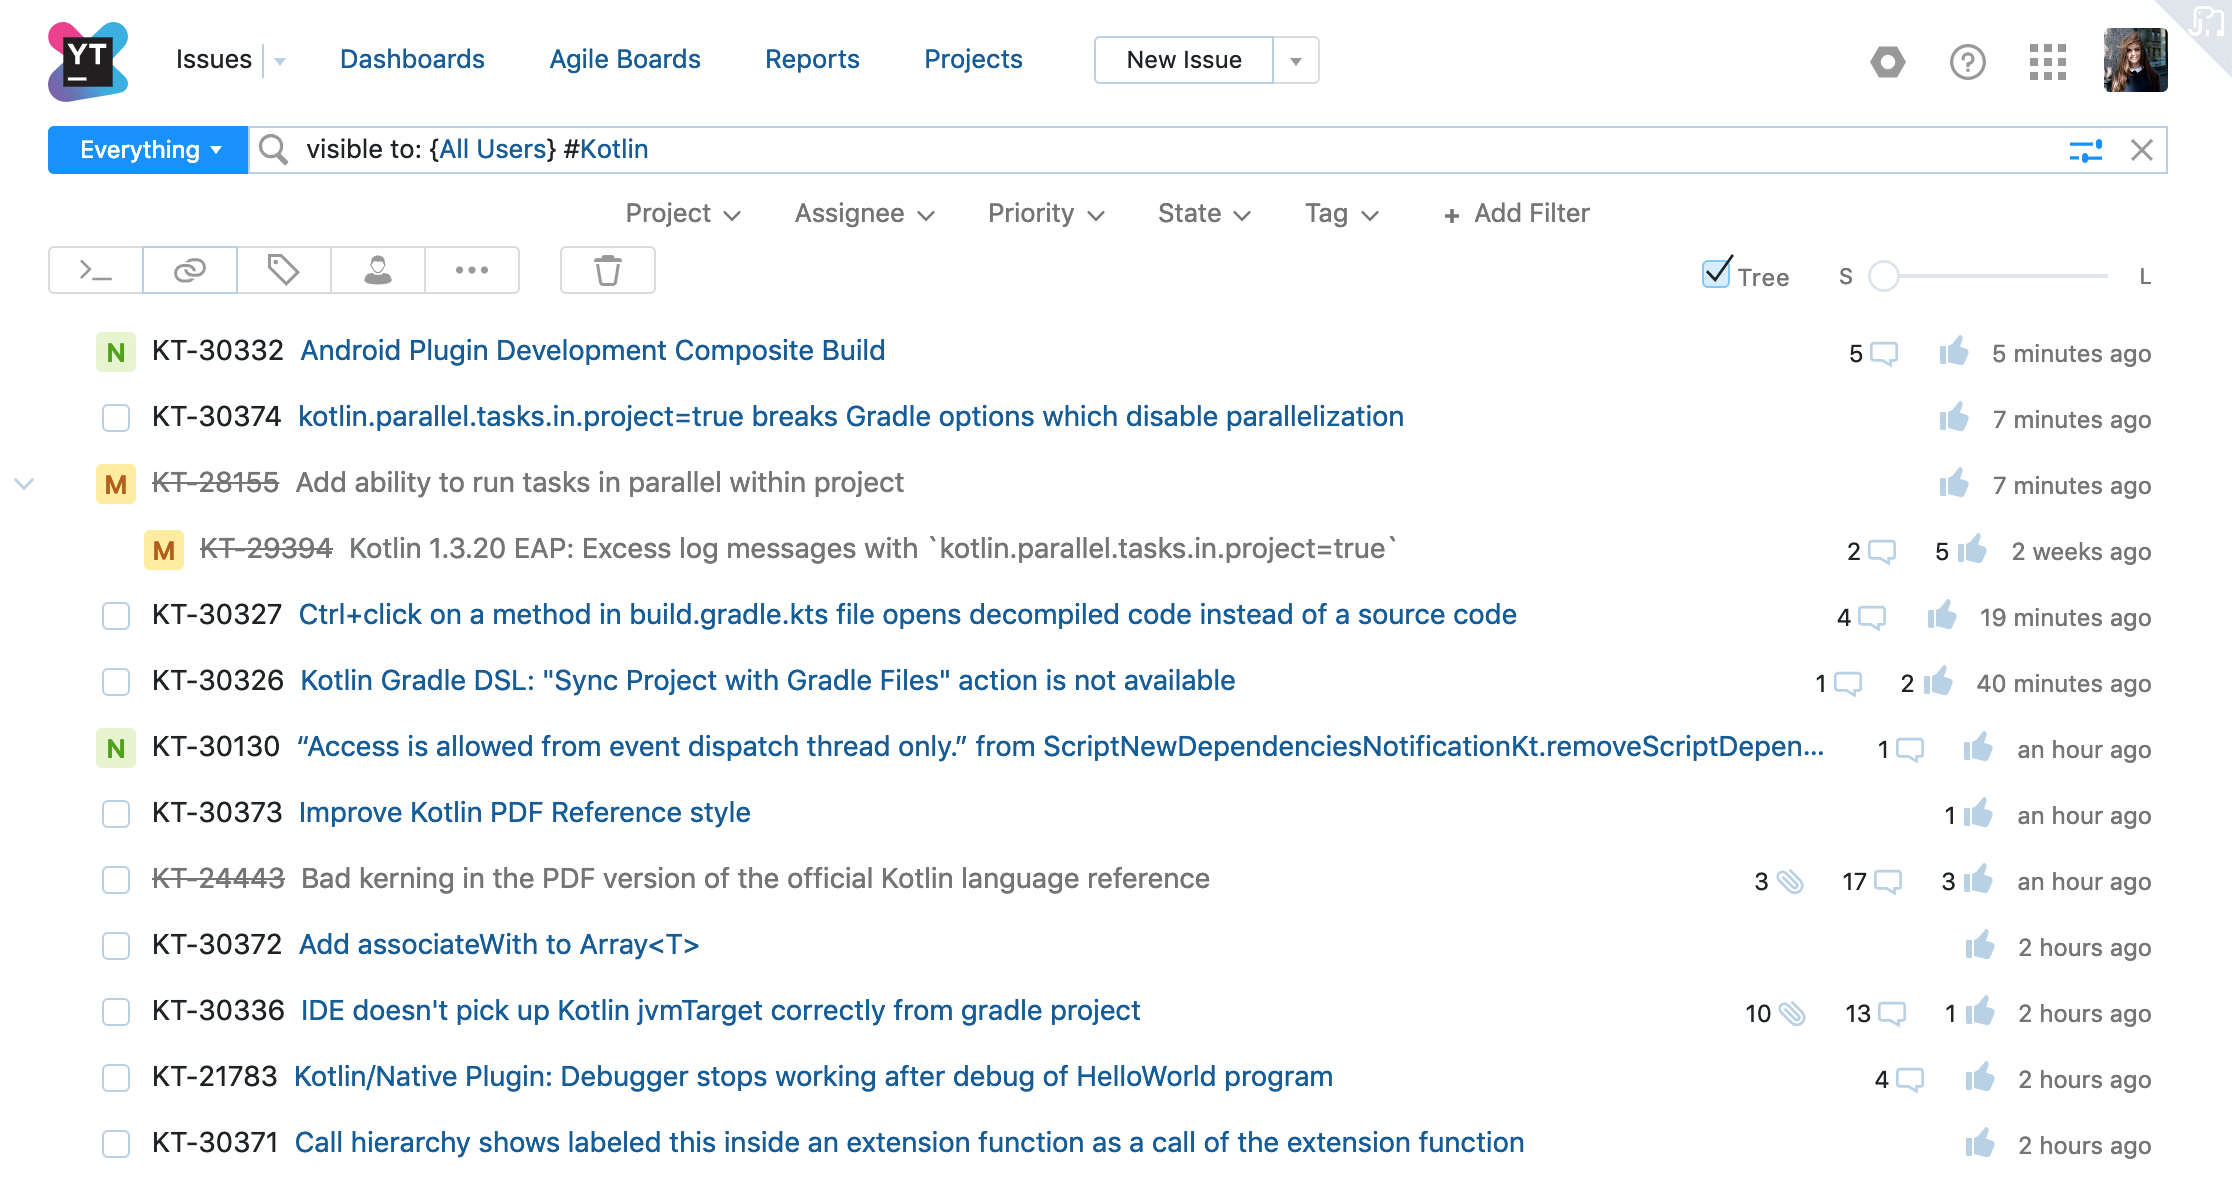 YT Issues Dashboards Agile Boards Reports Projects New Issue
Everything visible to: {All Users} #Kotlin
Project Assignee Priority State Tag + Add Filter
Tree S L
N KT-30332 Android Plugin Development Composite Build 5 5 minutes ago
KT-30374 kotlin.parallel.tasks.in.project=true breaks Gradle options which disable parallelization 7 minutes ago
M KT-28155 Add ability to run tasks in parallel within project 7 minutes ago
M KT-29394 Kotlin 1.3.20 EAP: Excess log messages with `kotlin.parallel.tasks.in.project=true` 2 5 2 weeks ago
KT-30327 Ctrl+click on a method in build.gradle.kts file opens decompiled code instead of a source code 4 19 minutes ago
KT-30326 Kotlin Gradle DSL: "Sync Project with Gradle Files" action is not available 1 2 40 minutes ago
N KT-30130 “Access is allowed from event dispatch thread only.” from ScriptNewDependenciesNotificationKt.removeScriptDepen... 1 an hour ago
KT-30373 Improve Kotlin PDF Reference style 1 an hour ago
KT-24443 Bad kerning in the PDF version of the official Kotlin language reference 3 17 3 an hour ago
KT-30372 Add associateWith to Array<T> 2 hours ago
KT-30336 IDE doesn't pick up Kotlin jvmTarget correctly from gradle project 10 13 1 2 hours ago
KT-21783 Kotlin/Native Plugin: Debugger stops working after debug of HelloWorld program 4 2 hours ago
KT-30371 Call hierarchy shows labeled this inside an extension function as a call of the extension function 2 hours ago